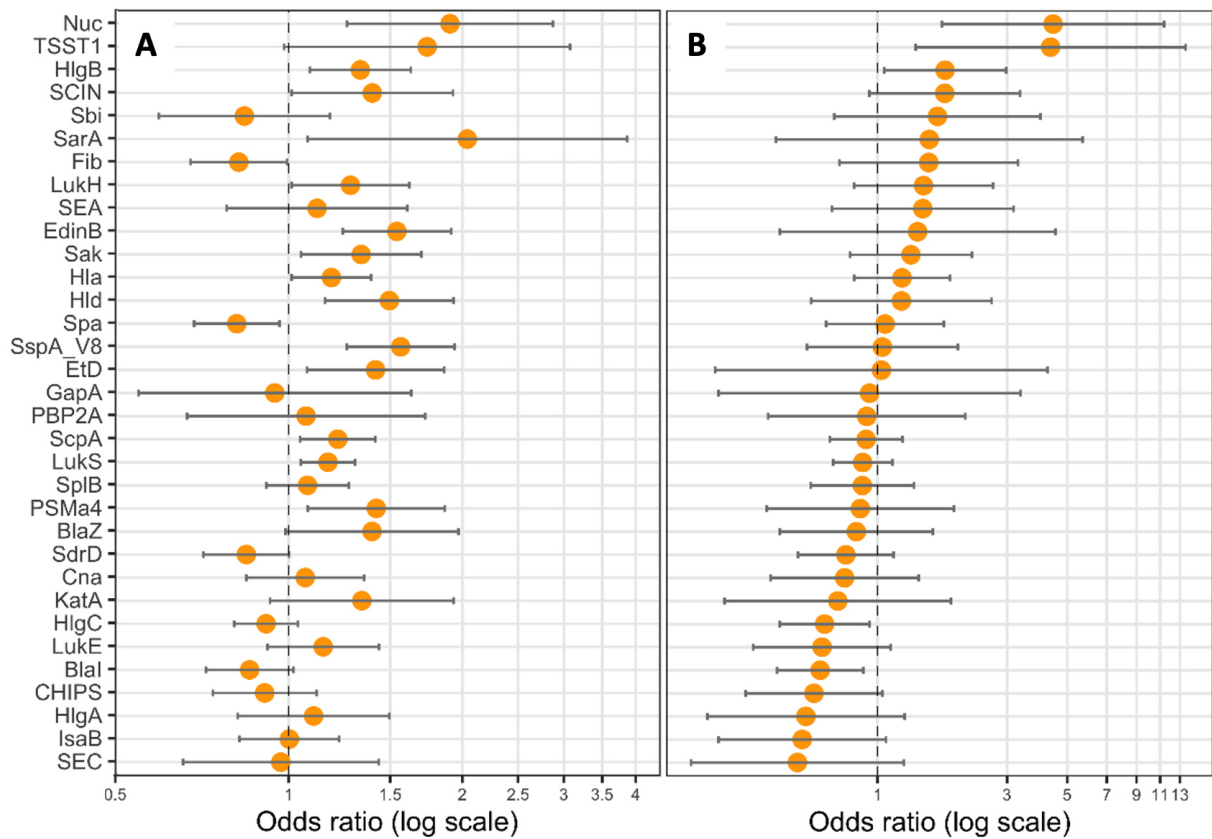 A
B
Nuc
TSST1
HlgB
SCIN
Sbi
SarA
Fib
LukH
SEA
EdinB
Sak
Hla
Hld
Spa
SspA_V8
EtD
GapA
PBP2A
ScpA
LukS
SplB
PSMa4
BlaZ
SdrD
Cna
KatA
HlgC
LukE
BlaI
CHIPS
HlgA
IsaB
SEC
0.5 1 1.5 2 2.5 3 3.5 4
1 3 5 7 9 11 13
Odds ratio (log scale)
Odds ratio (log scale)